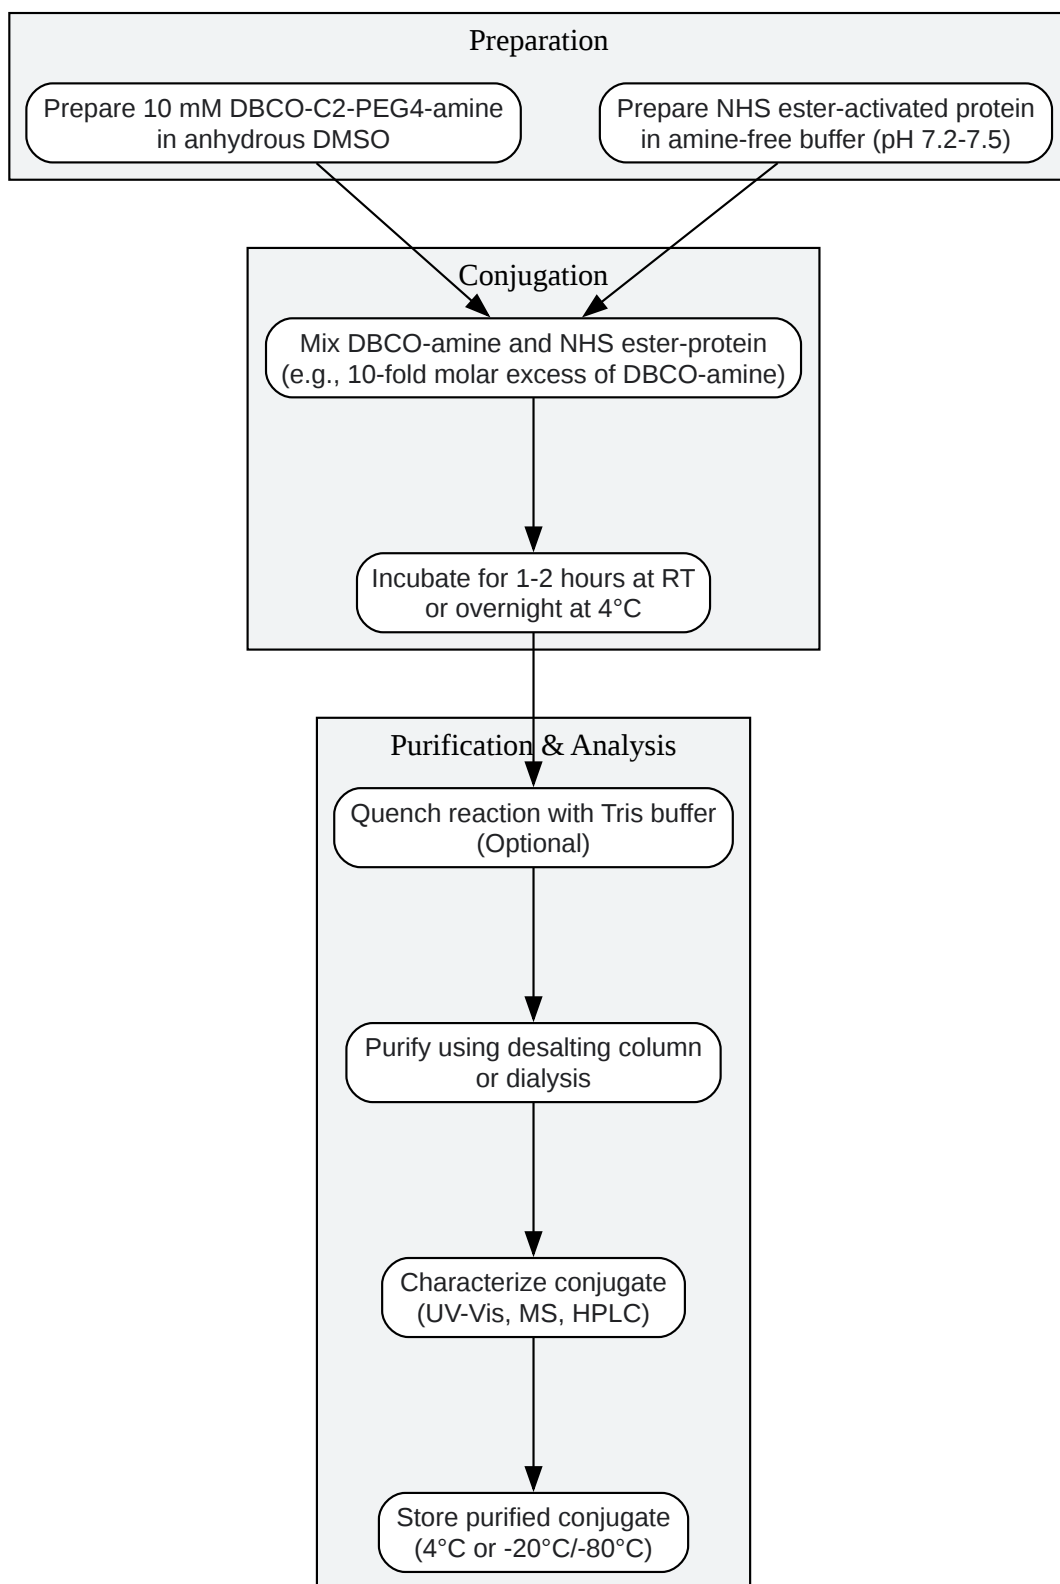 Preparation
Prepare 10 mM DBCO-C2-PEG4-amine
in anhydrous DMSO
Prepare NHS ester-activated protein
in amine-free buffer (pH 7.2-7.5)
Conjugation
Mix DBCO-amine and NHS ester-protein
(e.g., 10-fold molar excess of DBCO-amine)
Incubate for 1-2 hours at RT
or overnight at 4°C
Purification & Analysis
Quench reaction with Tris buffer
(Optional)
Purify using desalting column
or dialysis
Characterize conjugate
(UV-Vis, MS, HPLC)
Store purified conjugate
(4°C or -20°C/-80°C)